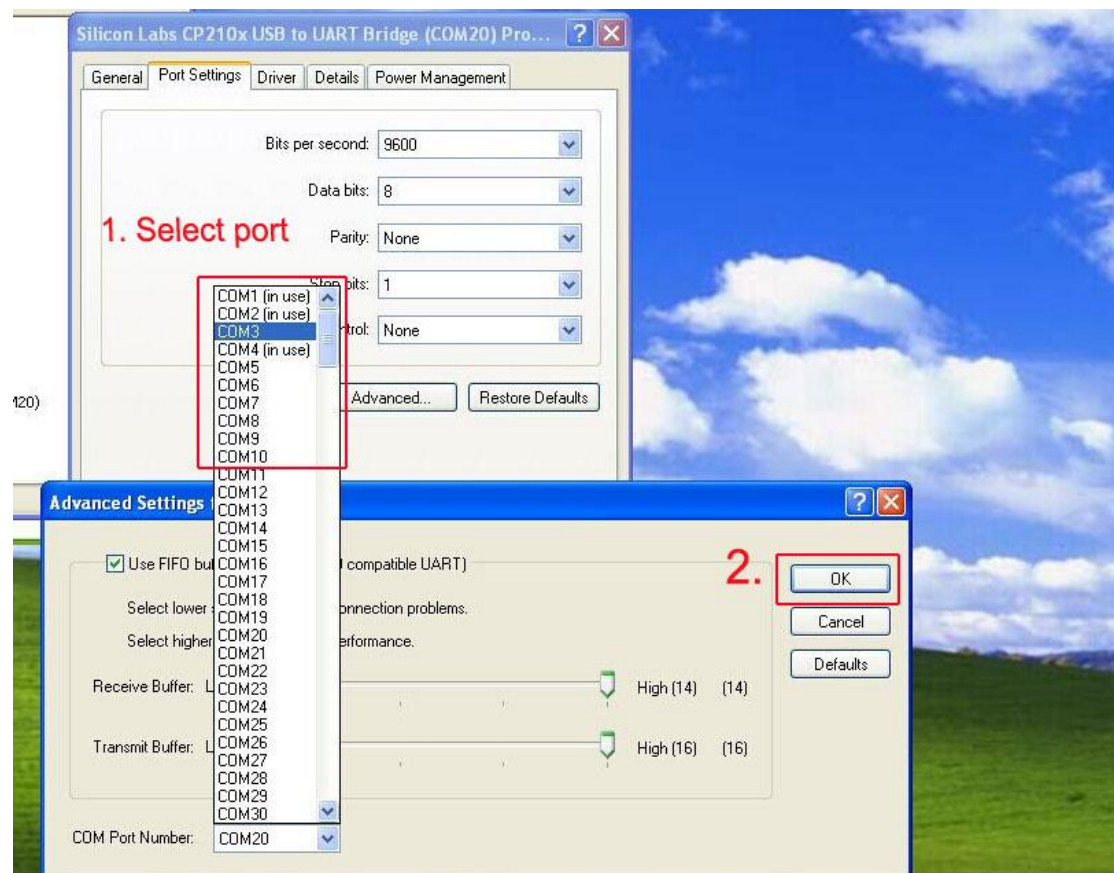 Silicon Labs CP210x USB to UART Bridge (COM20) Pro...
General Port Settings Driver Details Power Management
Bits per second: 9600
Data bits: 8
1. Select port
Parity: None
bits: 1
None
Advanced... Restore Defaults
M20)
COM1 (in use)
COM2 (in use)
COM3
COM4 (in use)
COM5
COM6
COM7
COM8
COM9
COM10
COM11
COM12
COM13
COM14
COM15
COM16
COM17
COM18
COM19
COM20
COM21
COM22
COM23
COM24
COM25
COM26
COM27
COM28
COM29
COM30
Advanced Settings
Use FIFO compatible UART)
2.
OK
Select lower connection problems.
Cancel
Select higher
Defaults
Receive Buffer: High (14) (14)
Transmit Buffer: High (16) (16)
COM Port Number: COM20